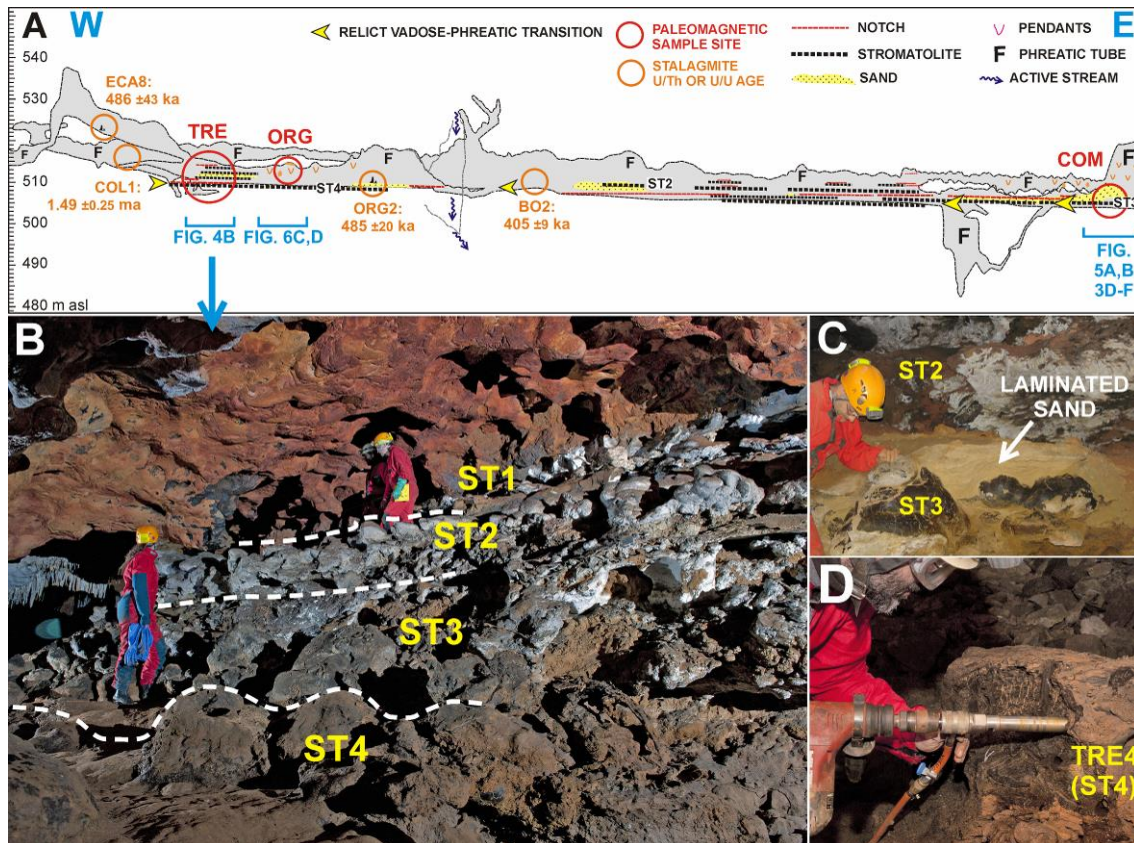 A W E
RELICT VADOSE-PHREATIC TRANSITION
PALEOMAGNETIC
SAMPLE SITE
STALAGMITE
U/Th OR U/U AGE
NOTCH
STROMATOLITE
SAND
PENDANTS
F PHREATIC TUBE
ACTIVE STREAM
540
530
520
510
500
490
480 m asl
ECA8:
486 ±43 ka
TRE
ORG
COM
F F F F F F F F
COL1:
1.49 ±0.25 ma
ST4
ST2
ST3
ORG2:
485 ±20 ka
BO2
405 ±9 ka
F
FIG. 4B
FIG. 6C,D
FIG.
5A,B
3D-F
B
ST1
ST2
ST3
ST4
C
ST2
LAMINATED
SAND
ST3
D
TRE4
(ST4)